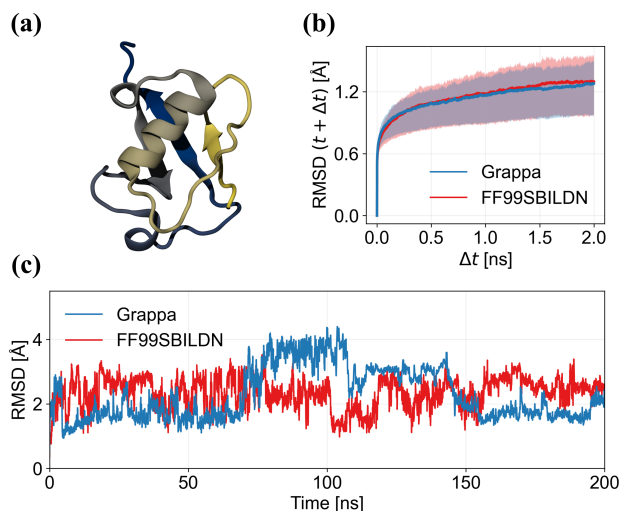 (a)
(b)
RMSD (t + Δt) [Å]
1.2
0.6
0.0
Grappa
FF99SBILDN
0.0 0.5 1.0 1.5 2.0
Δt [ns]
(c)
RMSD [Å]
4
2
0
Grappa
FF99SBILDN
0 50 100 150 200
Time [ns]